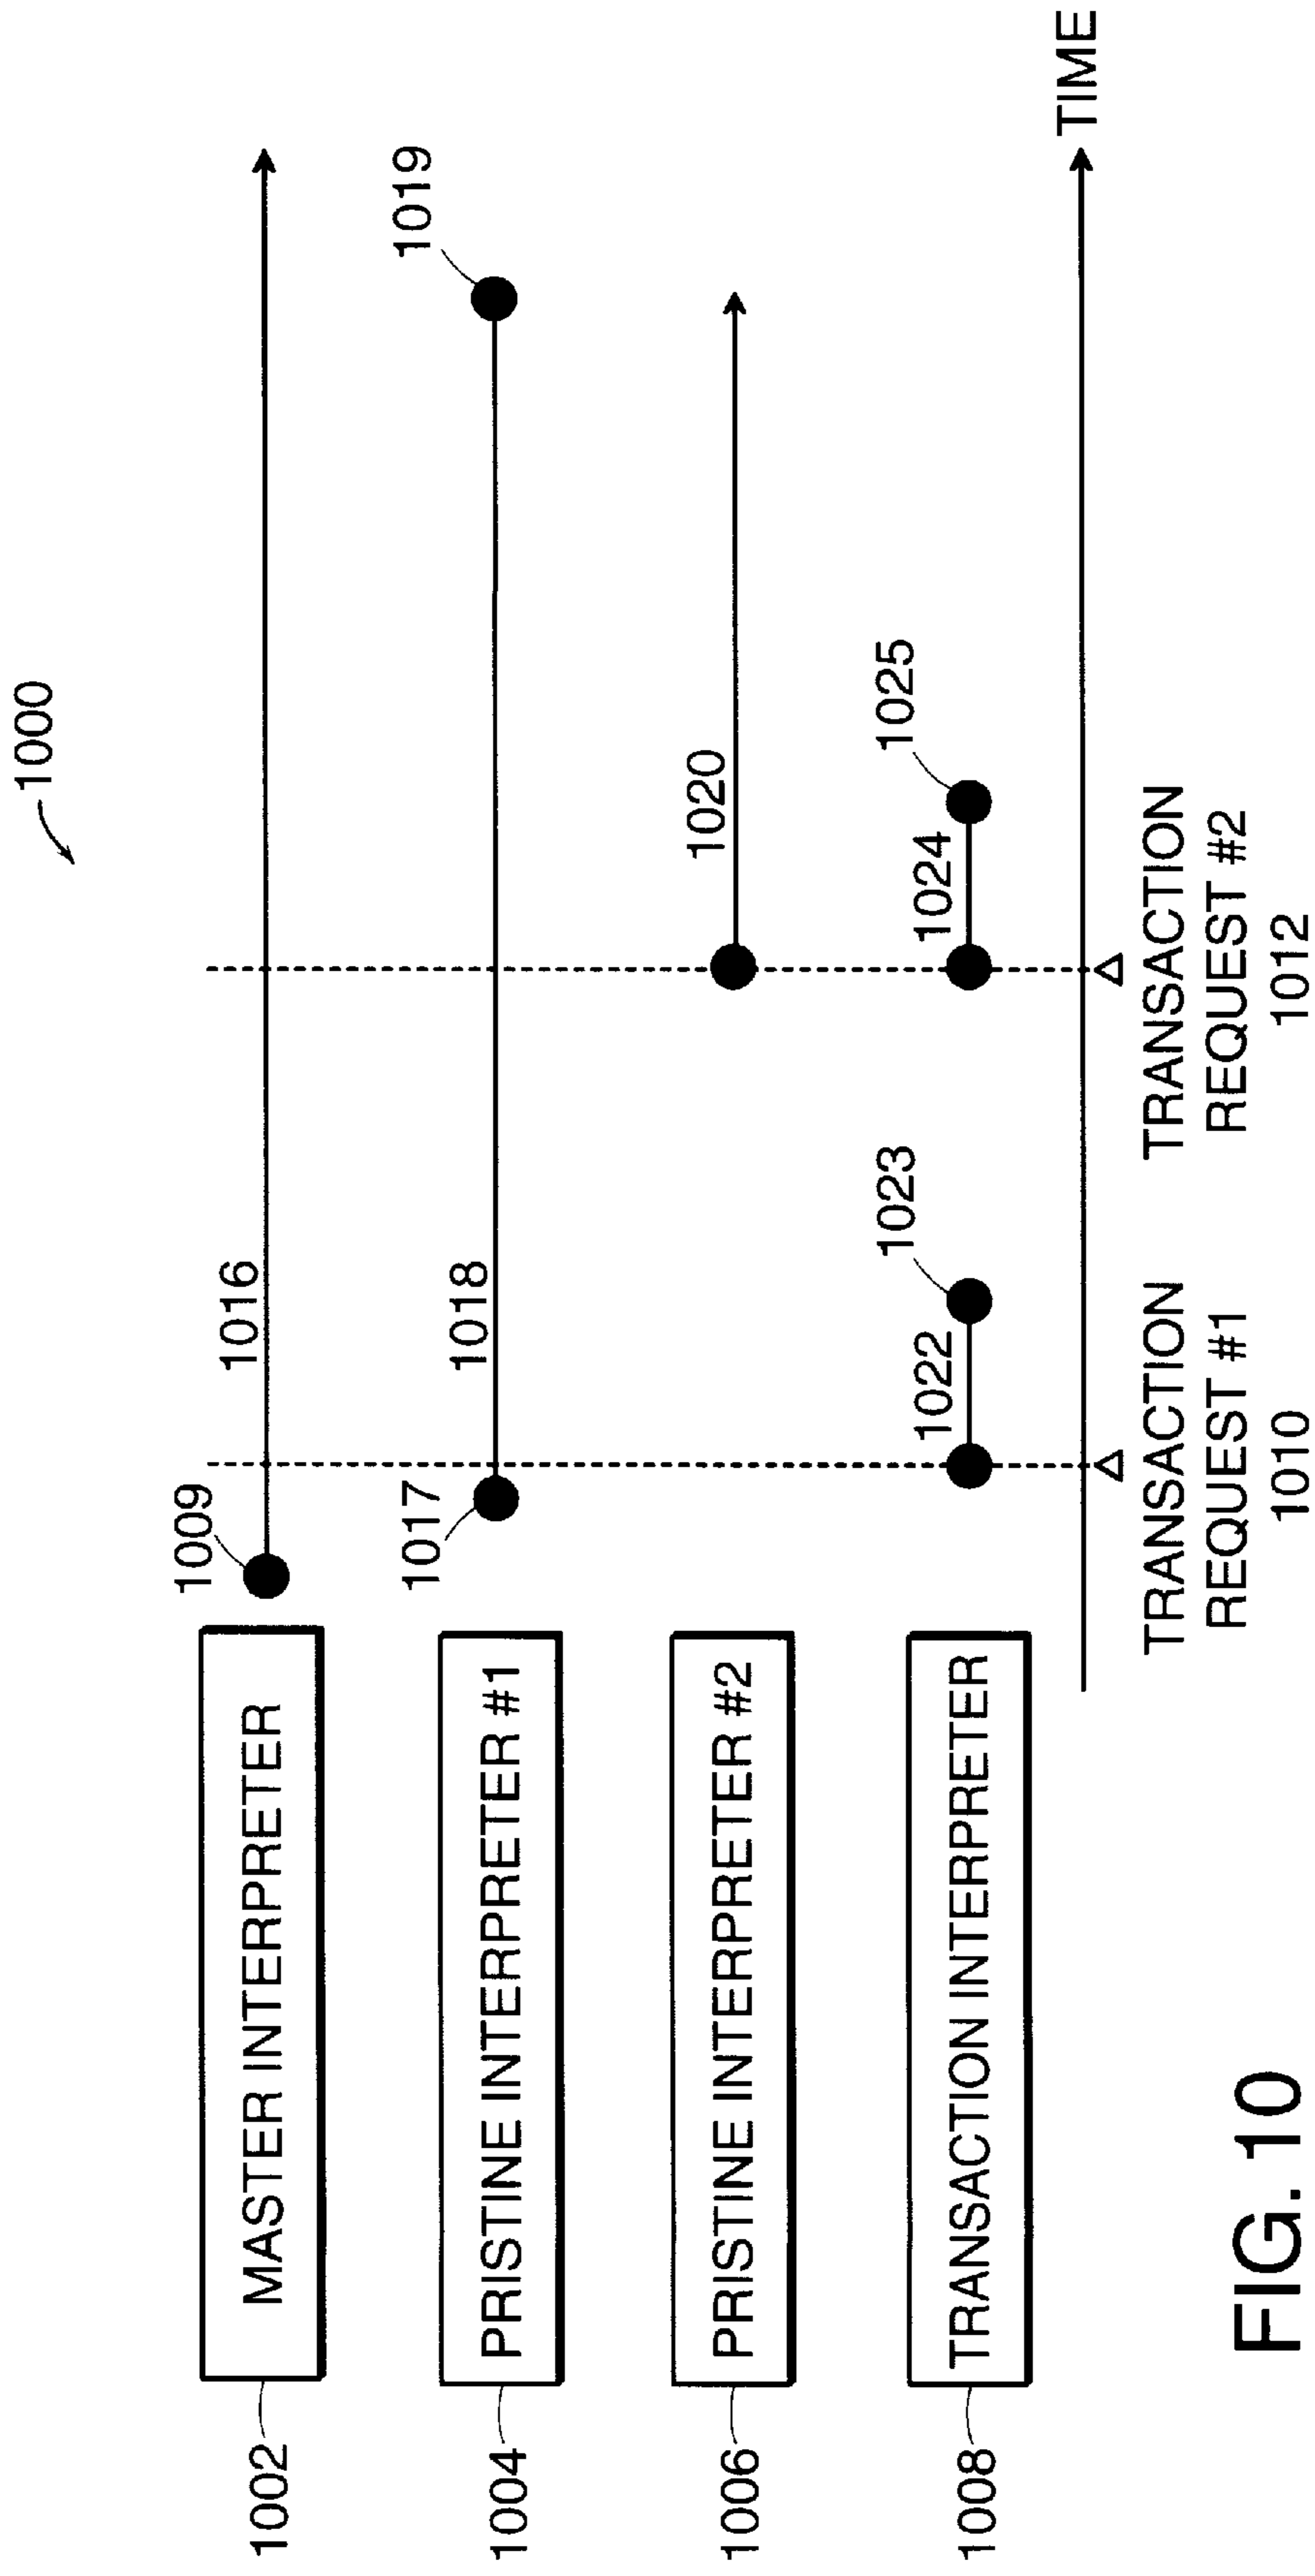 1000
1002
MASTER INTERPRETER
1009
1016
1004
PRISTINE INTERPRETER #1
1017
1018
1019
1006
PRISTINE INTERPRETER #2
1020
1008
TRANSACTION INTERPRETER
1022
1023
1024
1025
TIME
TRANSACTION
REQUEST #1
1010
TRANSACTION
REQUEST #2
1012
FIG. 10